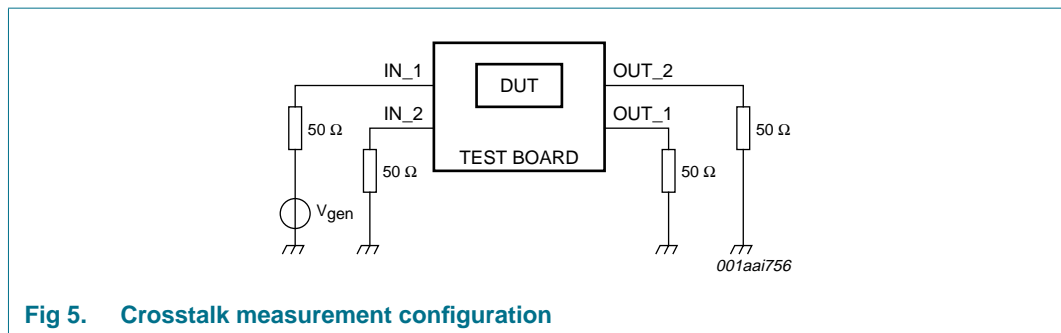 IN_1
OUT_2
DUT
IN_2
OUT_1
50 Ω
50 Ω
TEST BOARD
50 Ω
50 Ω
Vgen
001aai756
Fig 5. Crosstalk measurement configuration